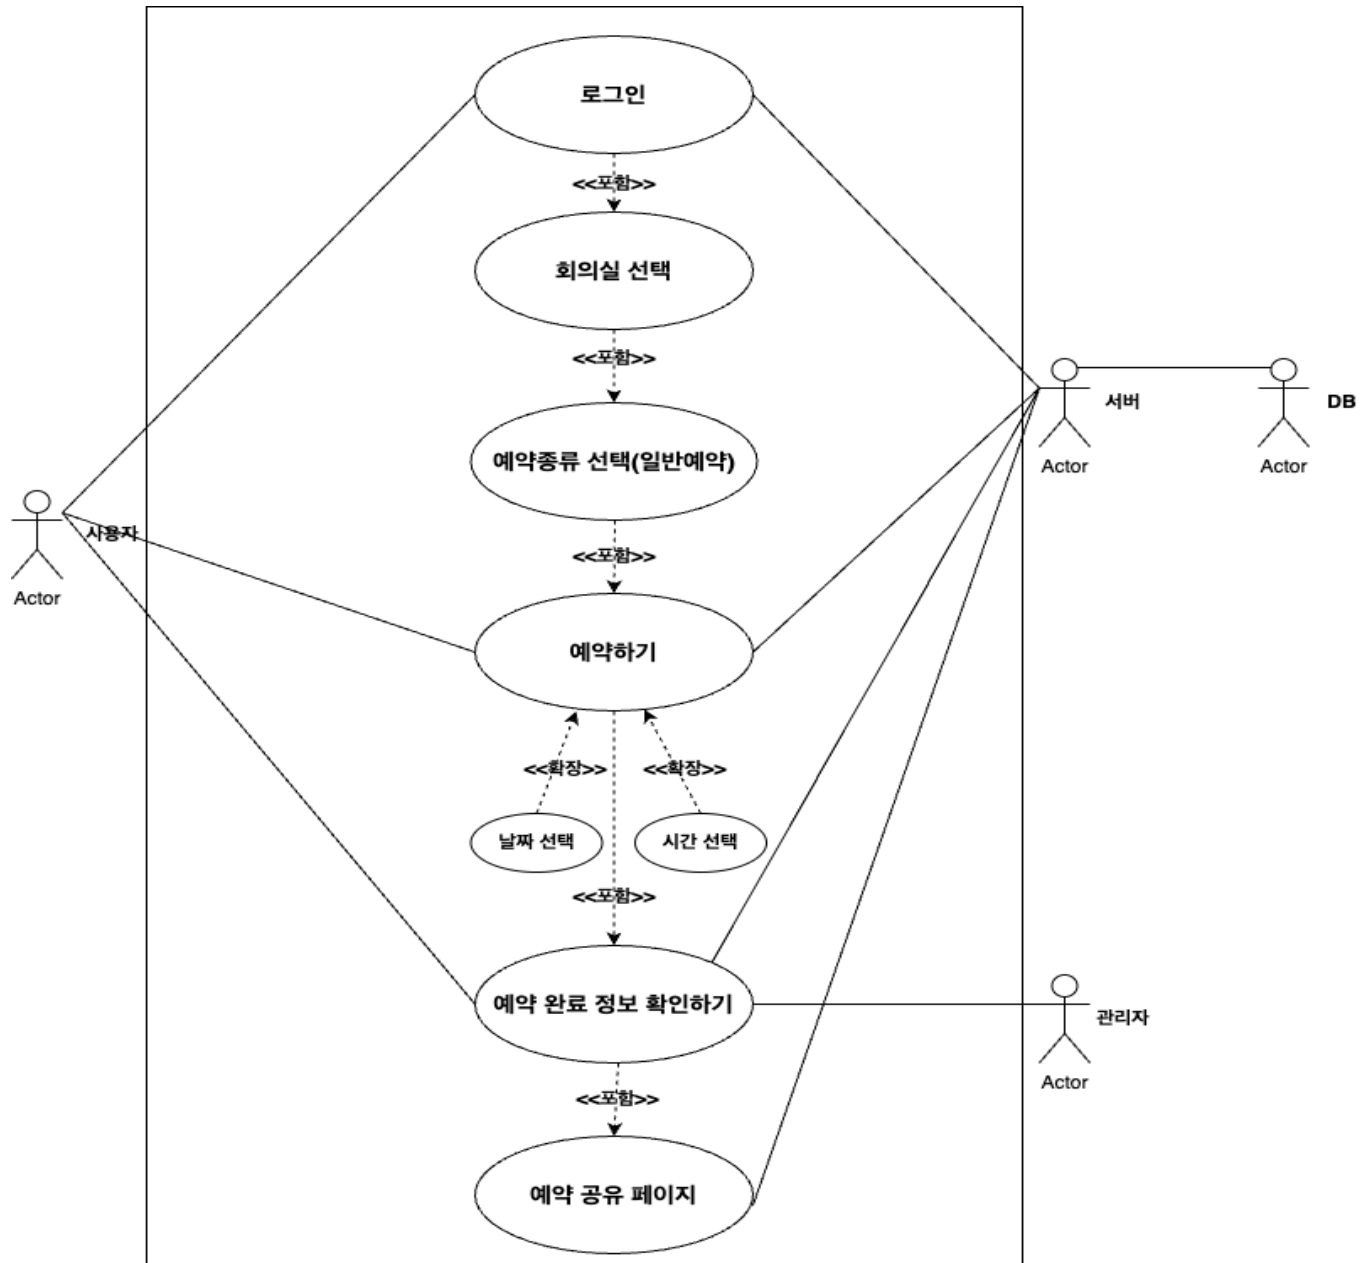 로그인
<<포함>>
회의실 선택
<<포함>>
서버
DB
예약종류 선택(일반예약)
Actor
Actor
사용자
<<포함>>
Actor
예약하기
<<확장>>
<<확장>>
날짜 선택
시간 선택
<<포함>>
예약 완료 정보 확인하기
관리자
Actor
<<포함>>
예약 공유 페이지